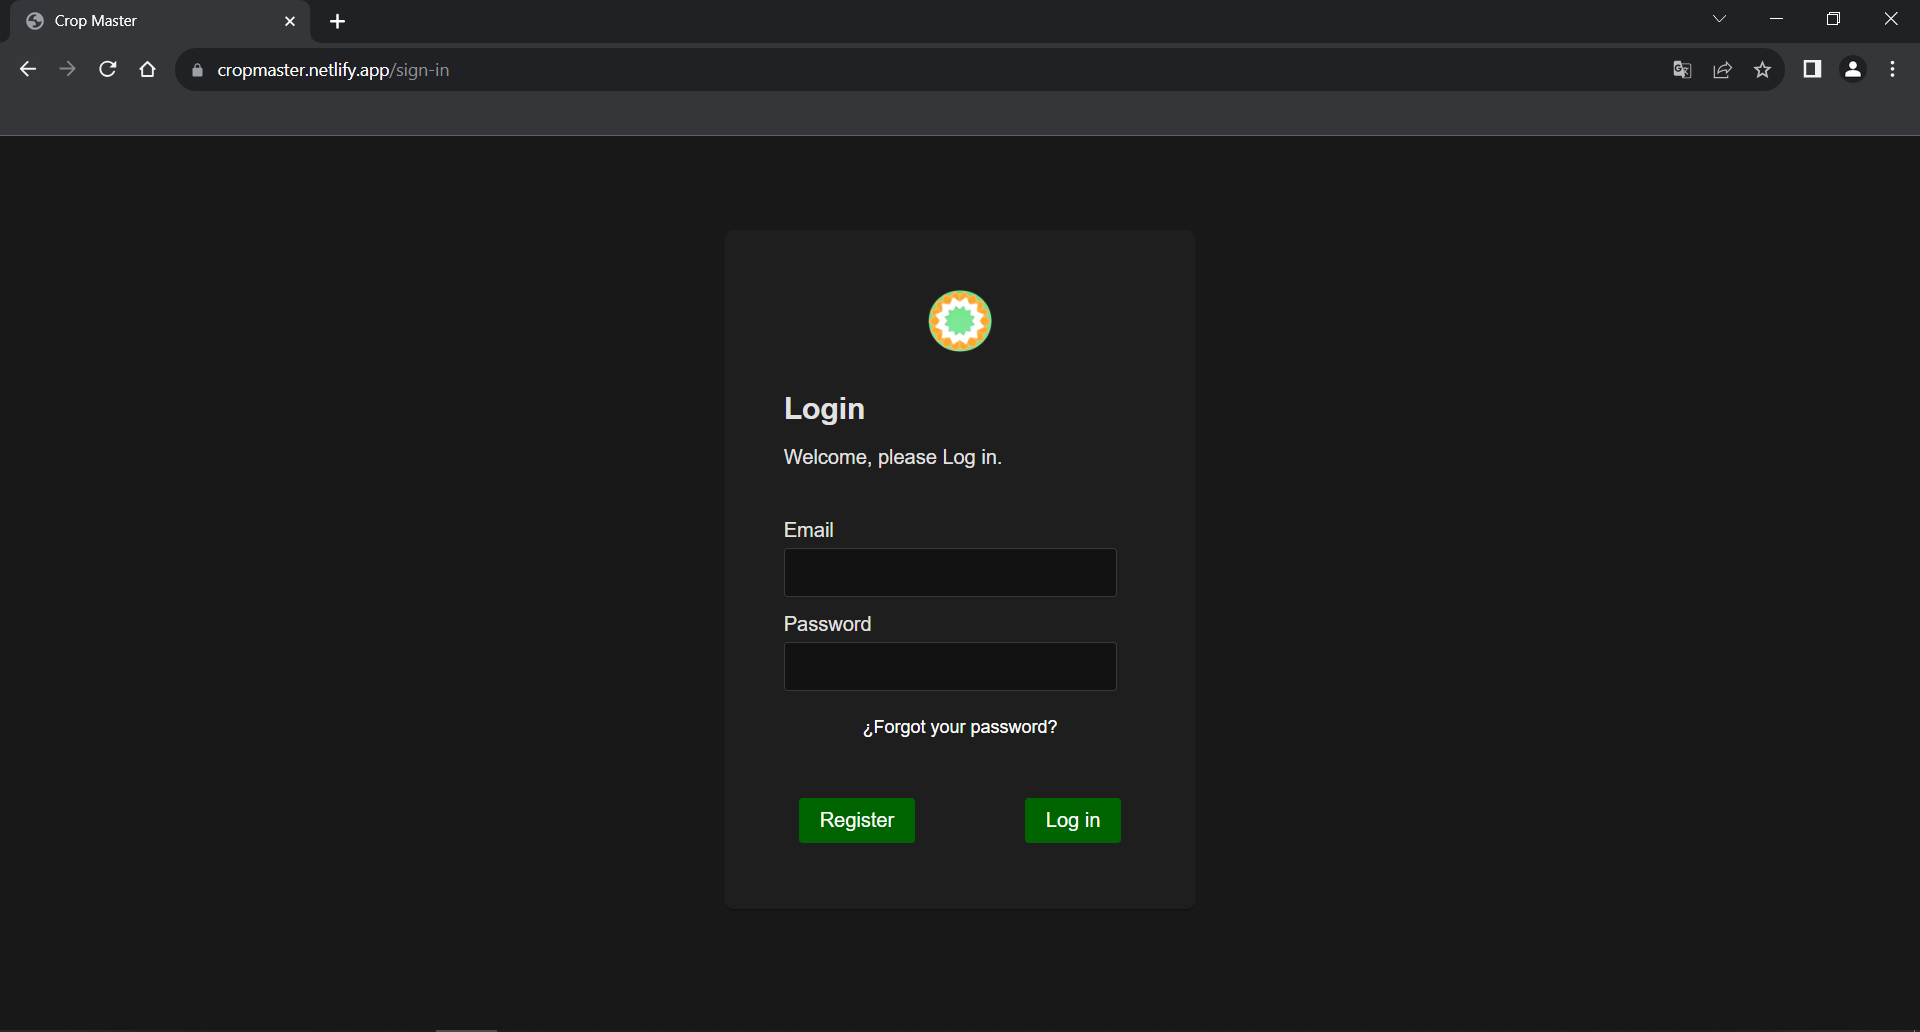 Crop Master
cropmaster.netlify.app/sign-in
Login
Welcome, please Log in.
Email
Password
¿Forgot your password?
Register Log in